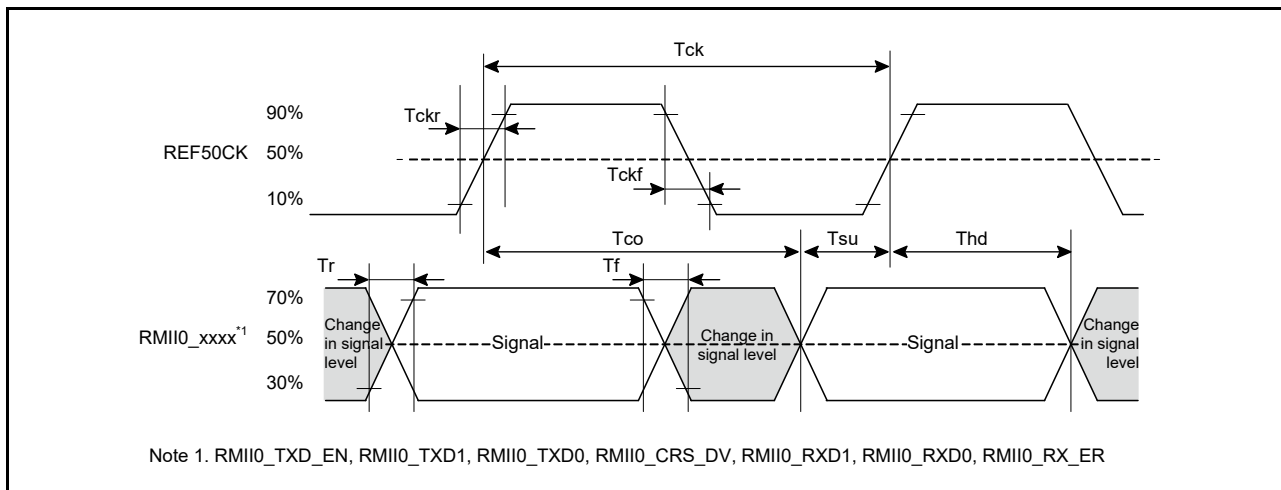 Tck
90%
Tckr
REF50CK 50%
Tckf
10%
Tco Tsu Thd
Tr Tf
70%
Change
in signal
level
RMII0_xxxx*1 50%
Signal
Change in
signal level
Signal
Change
in signal
level
30%
Note 1. RMII0_TXD_EN, RMII0_TXD1, RMII0_TXD0, RMII0_CRS_DV, RMII0_RXD1, RMII0_RXD0, RMII0_RX_ER